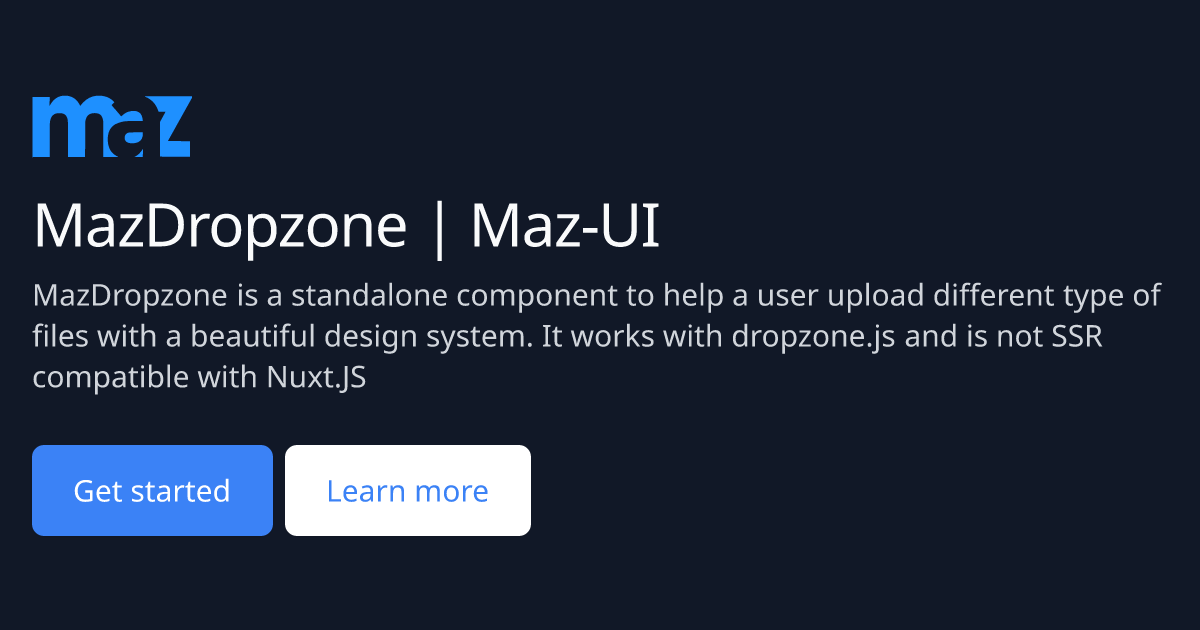 maz
MazDropzone | Maz-UI
MazDropzone is a standalone component to help a user upload different type of
files with a beautiful design system. It works with dropzone.js and is not SSR
compatible with Nuxt.JS
Get started
Learn more